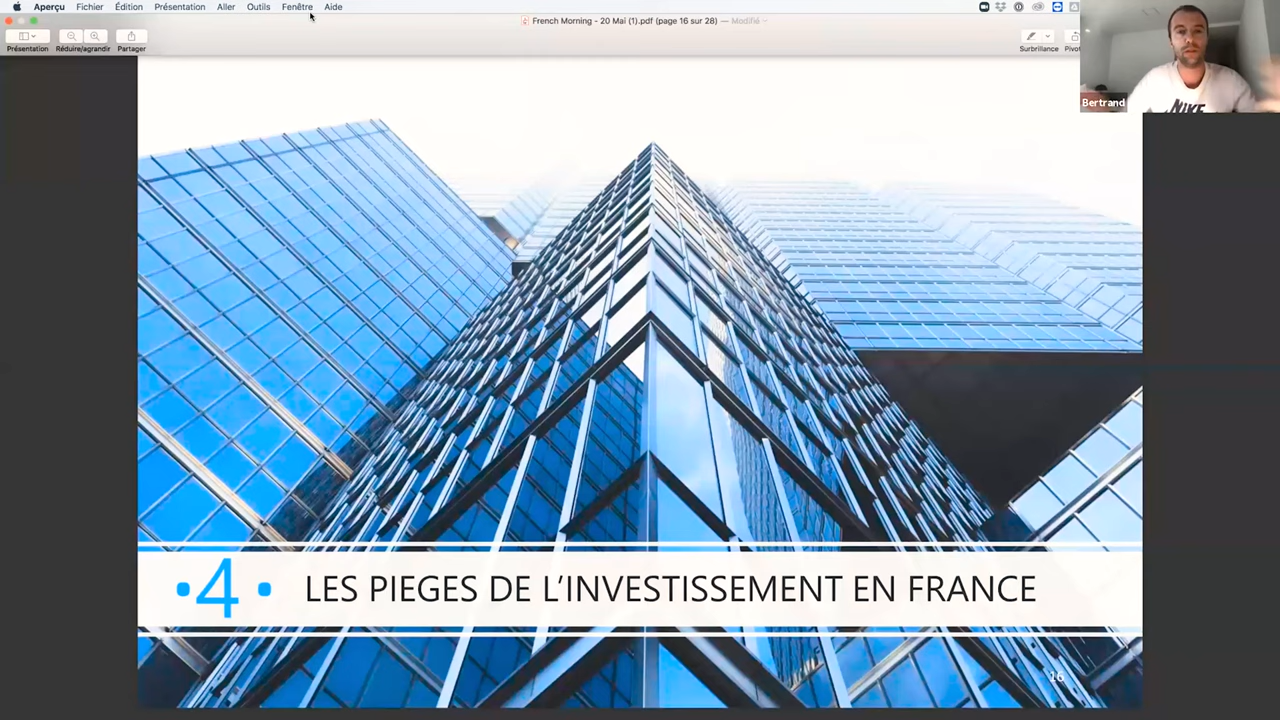 Aperçu Fichier Édition Présentation Aller Outils Fenêtre Aide
French Morning - 20 Mai (1).pdf (page 16 sur 28) — Modifié
Présentation Réduire/agrandir Partager Surbrillance
Bertrand
NIKE
•4• LES PIEGES DE L'INVESTISSEMENT EN FRANCE
16